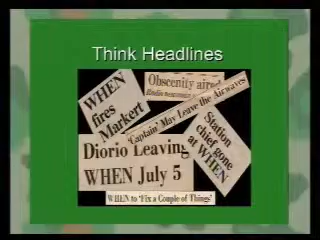 Think Headlines
WHEN
fires
Markert
Obscenity aired
'Captain' May Leave the Airwaves
Station
chief gone
at WHEN
Diorio Leaving
WHEN July 5
WHEN to 'Fix a Couple of Things'